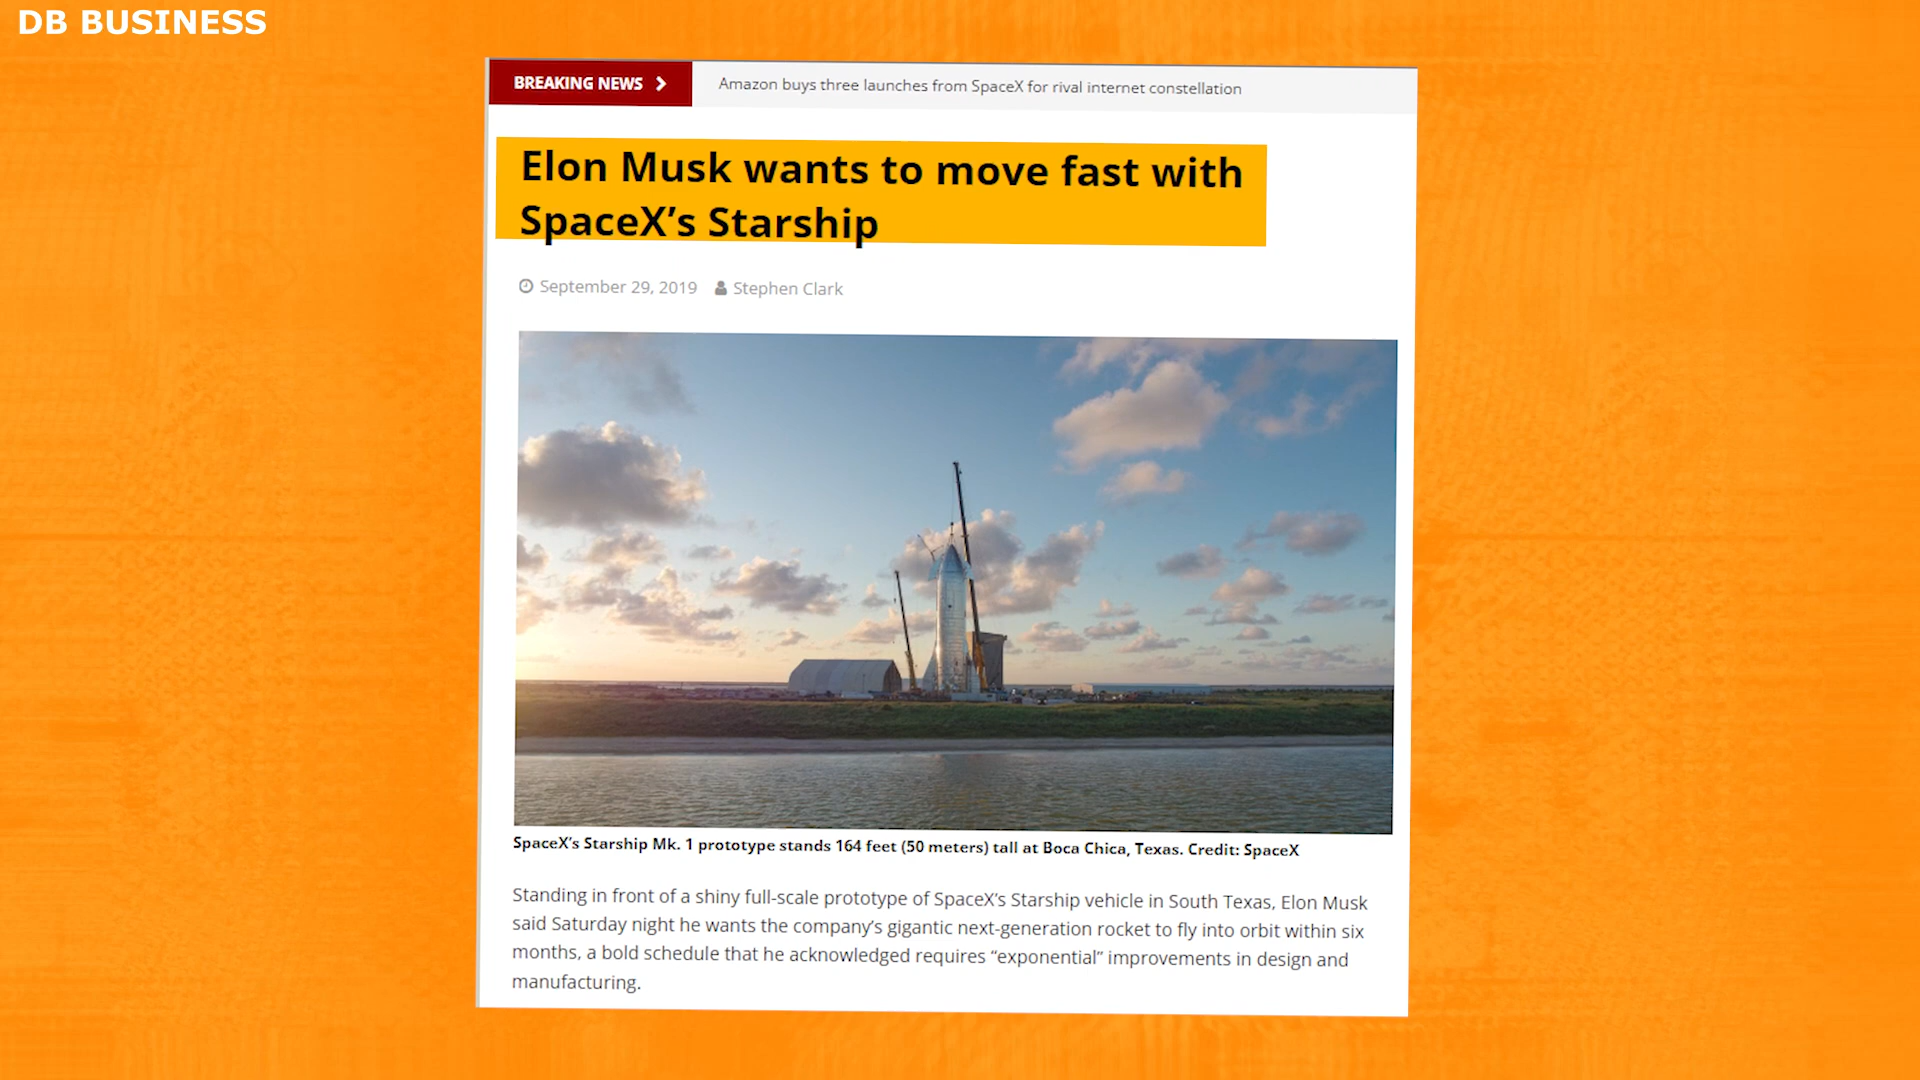 DB BUSINESS
BREAKING NEWS
Amazon buys three launches from SpaceX for rival internet constellation
Elon Musk wants to move fast with
SpaceX’s Starship
September 29, 2019 Stephen Clark
SpaceX’s Starship Mk. 1 prototype stands 164 feet (50 meters) tall at Boca Chica, Texas. Credit: SpaceX
Standing in front of a shiny full-scale prototype of SpaceX’s Starship vehicle in South Texas, Elon Musk
said Saturday night he wants the company’s gigantic next-generation rocket to fly into orbit within six
months, a bold schedule that he acknowledged requires “exponential” improvements in design and
manufacturing.